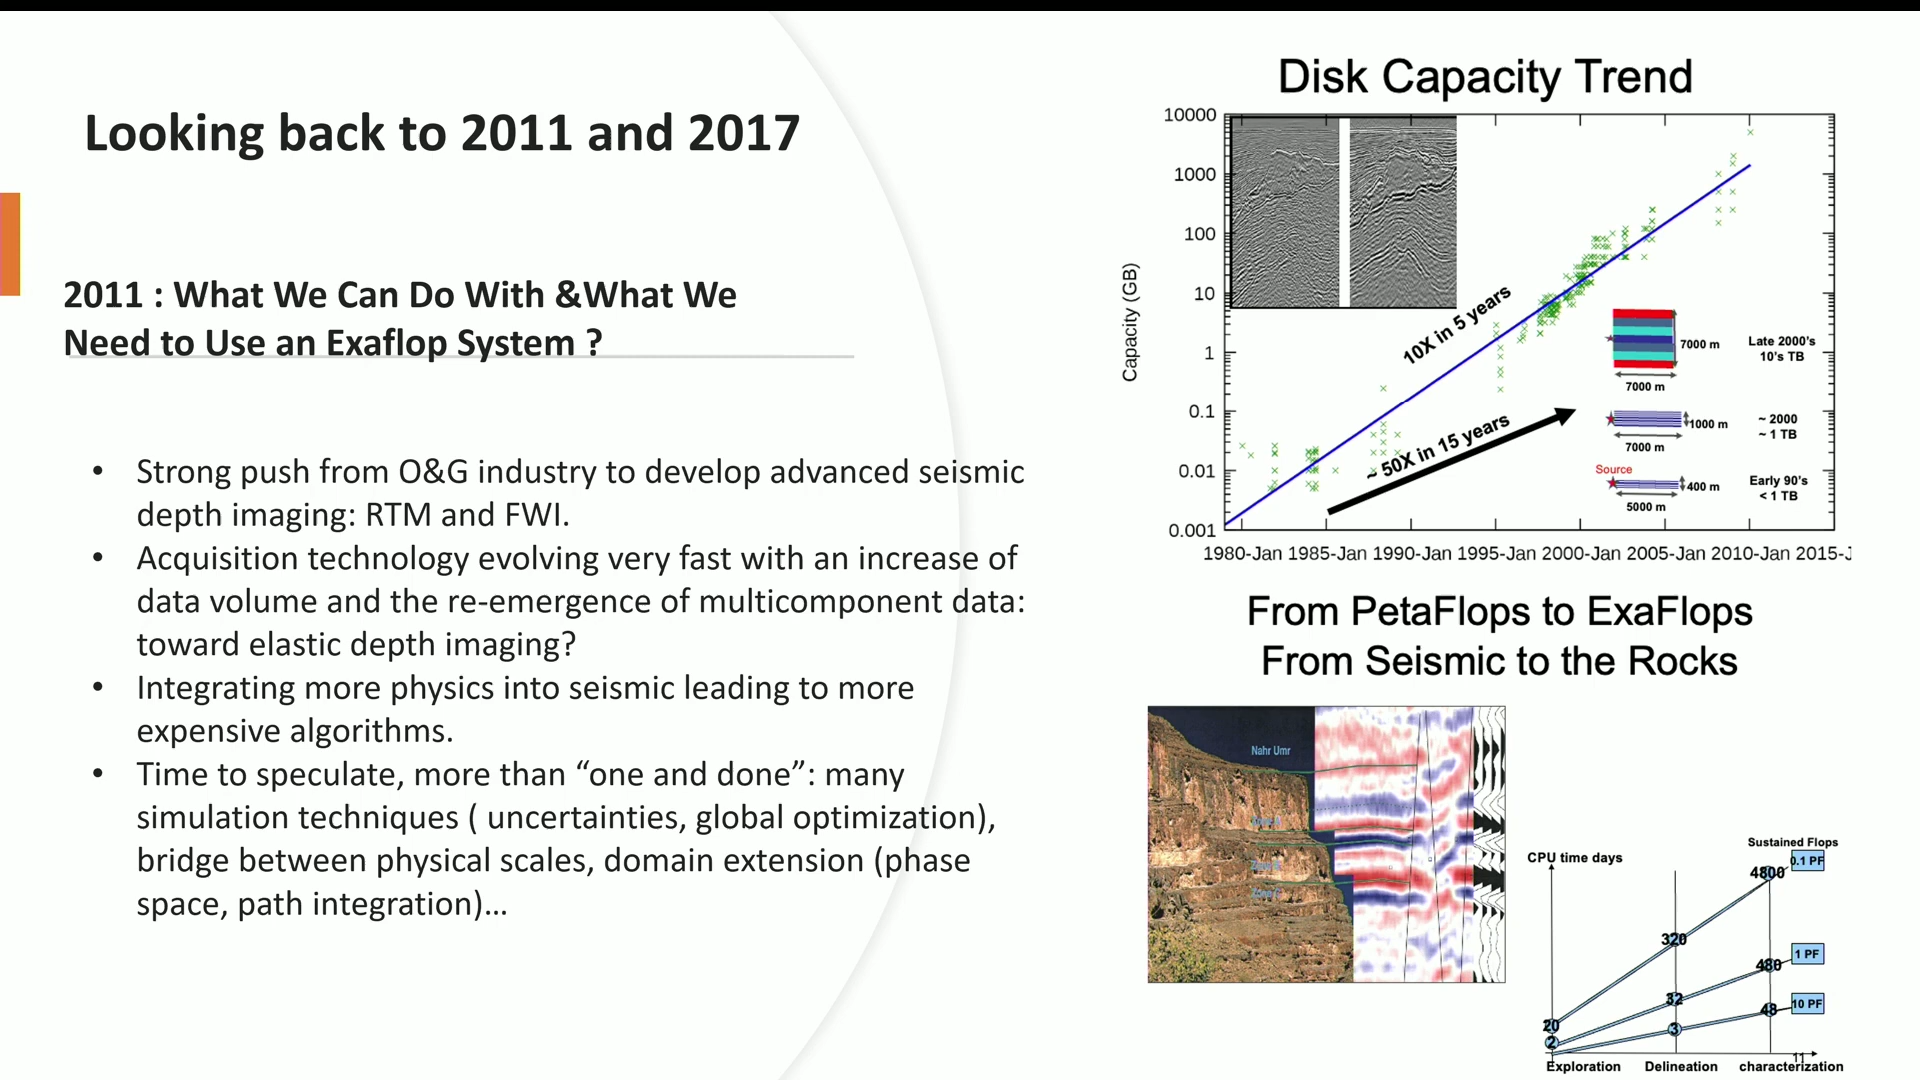 Looking back to 2011 and 2017
2011 : What We Can Do With &What We
Need to Use an Exaflop System ?
• Strong push from O&G industry to develop advanced seismic
depth imaging: RTM and FWI.
• Acquisition technology evolving very fast with an increase of
data volume and the re-emergence of multicomponent data:
toward elastic depth imaging?
• Integrating more physics into seismic leading to more
expensive algorithms.
• Time to speculate, more than “one and done”: many
simulation techniques ( uncertainties, global optimization),
bridge between physical scales, domain extension (phase
space, path integration)…
Disk Capacity Trend
Capacity (GB)
10000
1000
100
10
1
0.1
0.01
0.001
1980-Jan 1985-Jan 1990-Jan 1995-Jan 2000-Jan 2005-Jan 2010-Jan 2015-J
10X in 5 years
~ 50X in 15 years
7000 m
7000 m
Late 2000's
10's TB
1000 m
7000 m
~ 2000
~ 1 TB
Source
400 m
5000 m
Early 90's
< 1 TB
From PetaFlops to ExaFlops
From Seismic to the Rocks
Nahr Umr
CPU time days
Sustained Flops
0.1 PF
4800
320
20
1 PF
480
32
2
10 PF
48
3
11
Exploration Delineation characterization